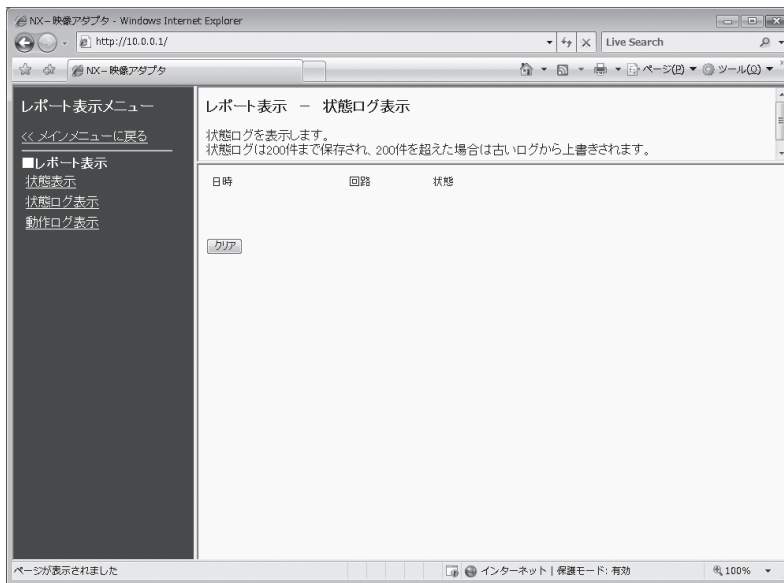 NX-映像アダプタ - Windows Internet Explorer
http://10.0.0.1/
Live Search
NX-映像アダプタ
ページ(P)
ツール(O)
レポート表示メニュー
<< メインメニューに戻る
■レポート表示
状態表示
状態ログ表示
動作ログ表示
レポート表示 － 状態ログ表示
状態ログを表示します。
状態ログは200件まで保存され、200件を超えた場合は古いログから上書きされます。
日時 回路 状態
クリア
ページが表示されました
インターネット | 保護モード: 有効
100%